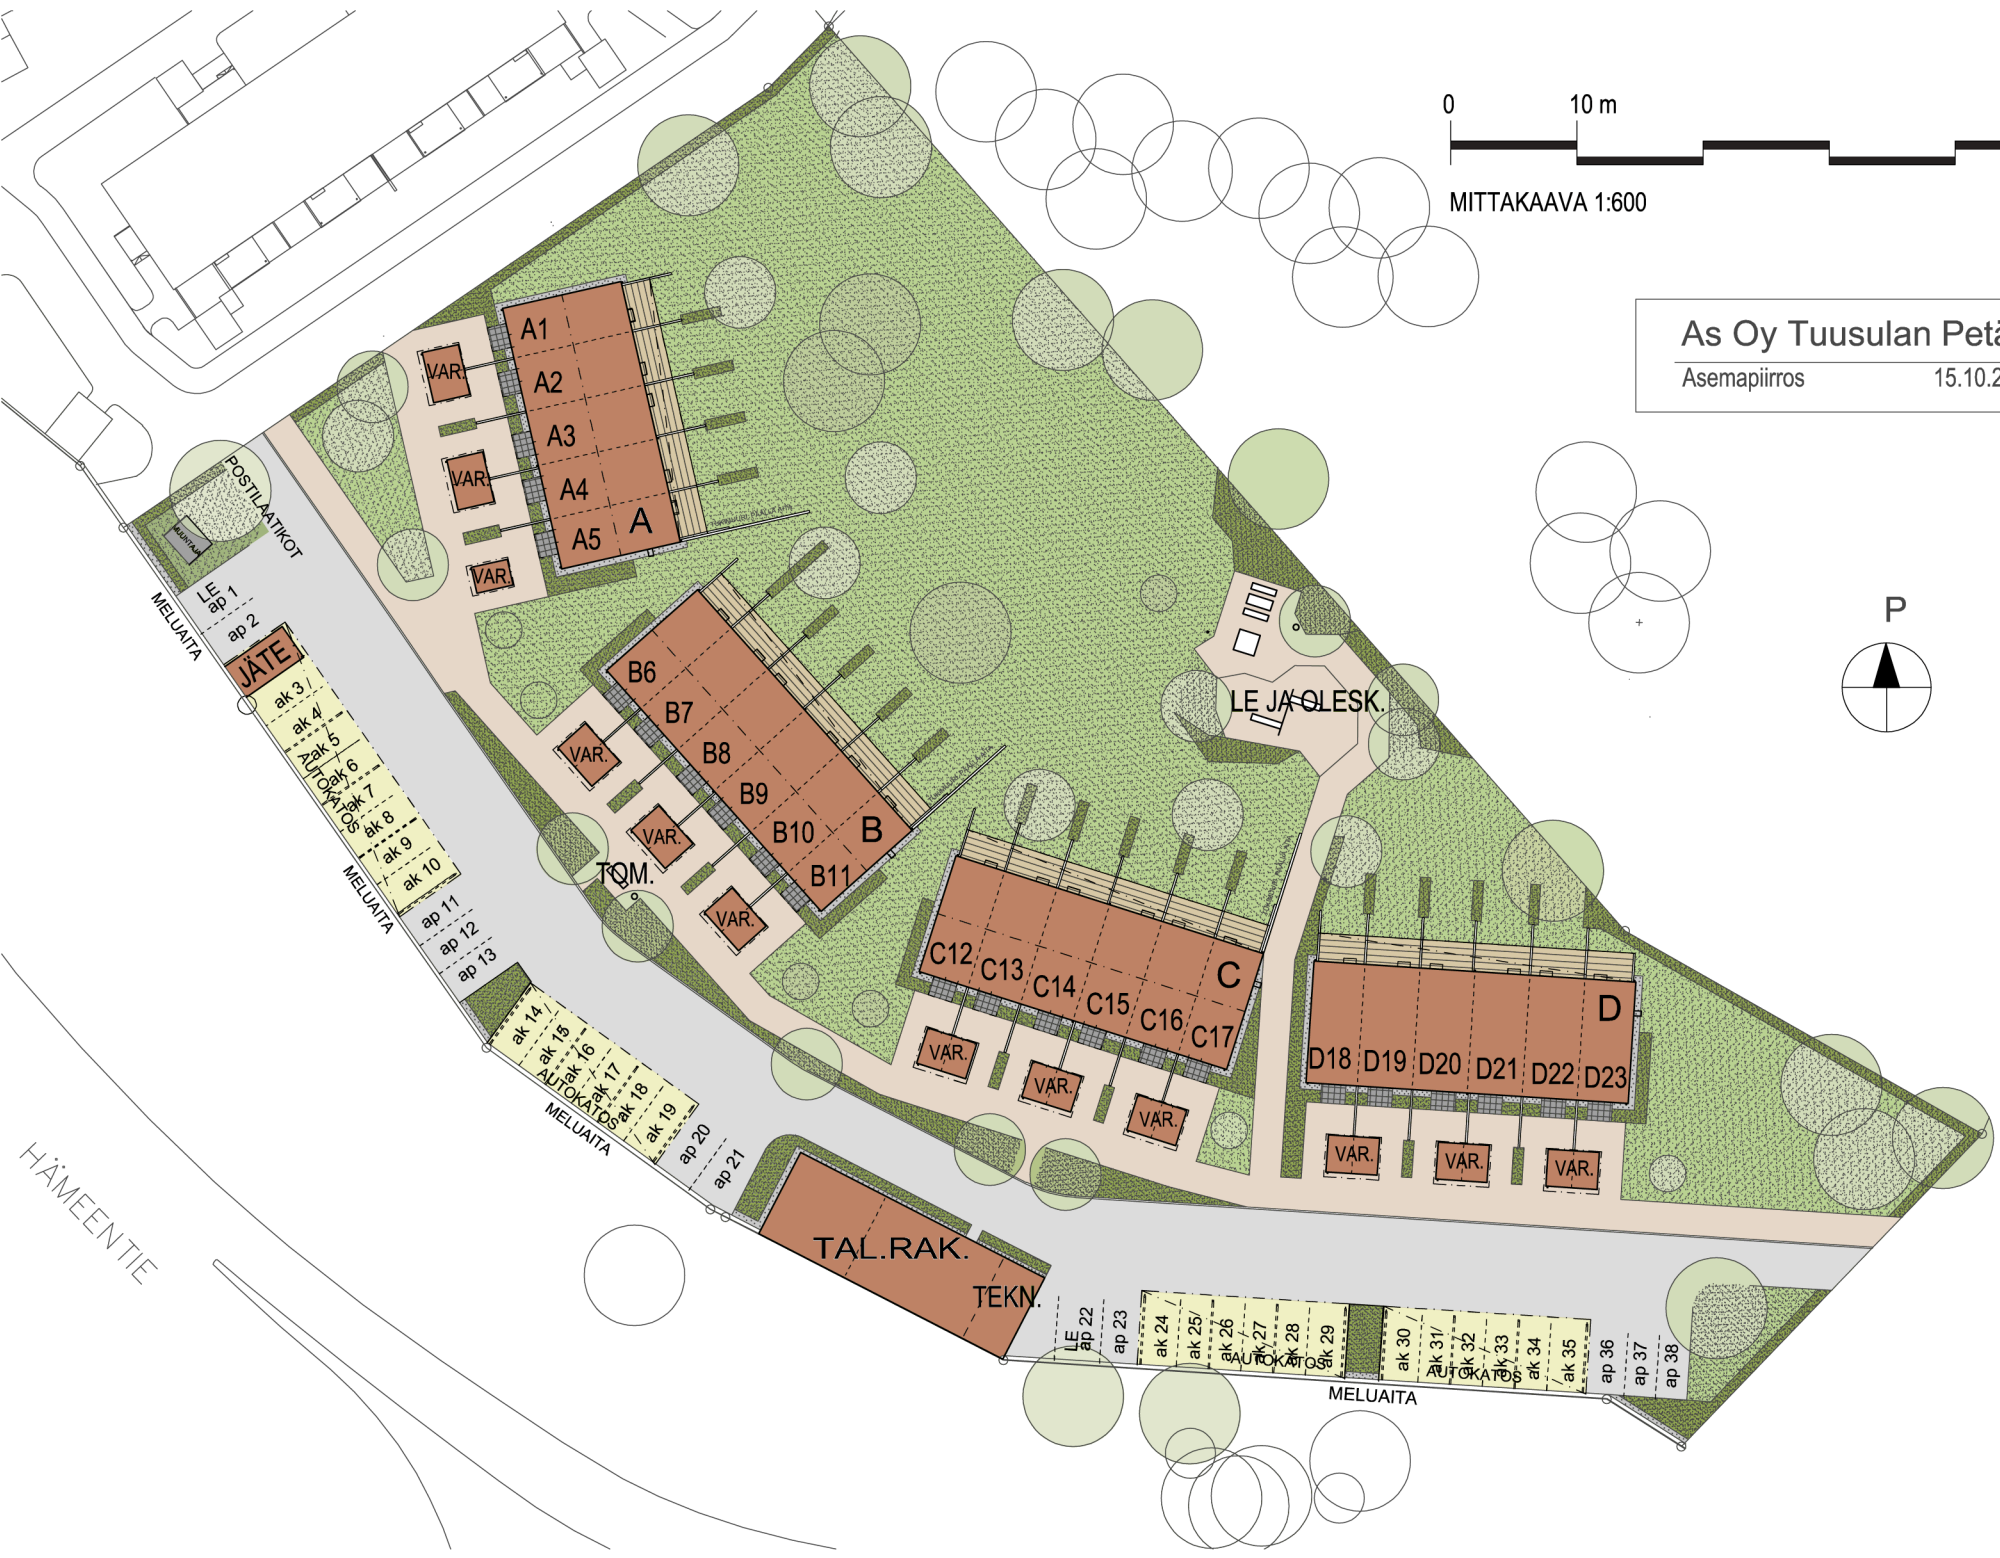 0
10 m
MITTAKAAVA 1:600
As Oy Tuusulan Petä
Asemapiirros
15.10.2
P
A1
A2
A3
A4
A5
A
VAR.
VAR.
VAR.
POSTILAATIKOT
MUUNTAJA
LE
ap 1
ap 2
MELUAITA
JÄTE
ak 3
ak 4
ak 5
ak 6
ak 7
ak 8
ak 9
ak 10
AUTOKATOS
MELUAITA
ap 11
ap 12
ap 13
B6
B7
B8
B9
B10
B11
B
VAR.
VAR.
VAR.
TOM.
LE JA OLESK.
C12
C13
C14
C15
C16
C17
C
VAR.
VAR.
VAR.
D18
D19
D20
D21
D22
D23
D
VAR.
VAR.
VAR.
ak 14
ak 15
ak 16
ak 17
ak 18
ak 19
AUTOKATOS
MELUAITA
ap 20
ap 21
TAL.RAK.
TEKN.
LE
ap 22
ap 23
ak 24
ak 25
ak 26
ak 27
ak 28
ak 29
AUTOKATOS
ak 30
ak 31
ak 32
ak 33
ak 34
ak 35
AUTOKATOS
ap 36
ap 37
ap 38
MELUAITA
HÄMEENTIE